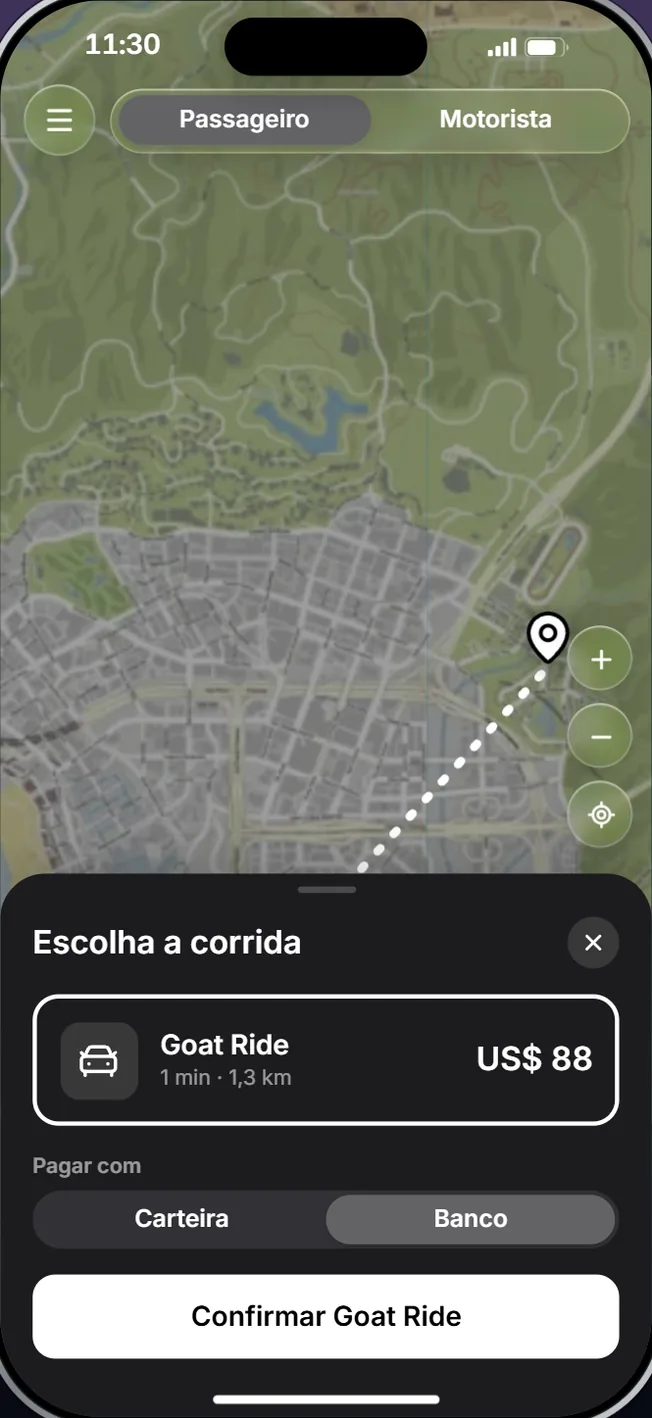 11:30
Passageiro
Motorista
Escolha a corrida
Goat Ride
US$ 88
1 min · 1,3 km
Pagar com
Carteira
Banco
Confirmar Goat Ride